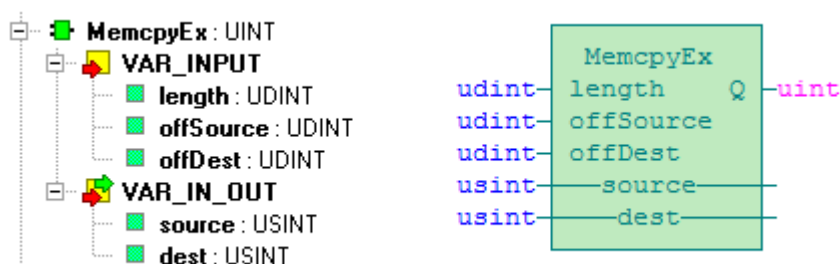 MemcpyEx : UINT
VAR_INPUT
length : UDINT
offSource : UDINT
offDest : UDINT
VAR_IN_OUT
source : USINT
dest : USINT
MemcpyEx
udint length Q uint
udint offSource
udint offDest
usint source
usint dest